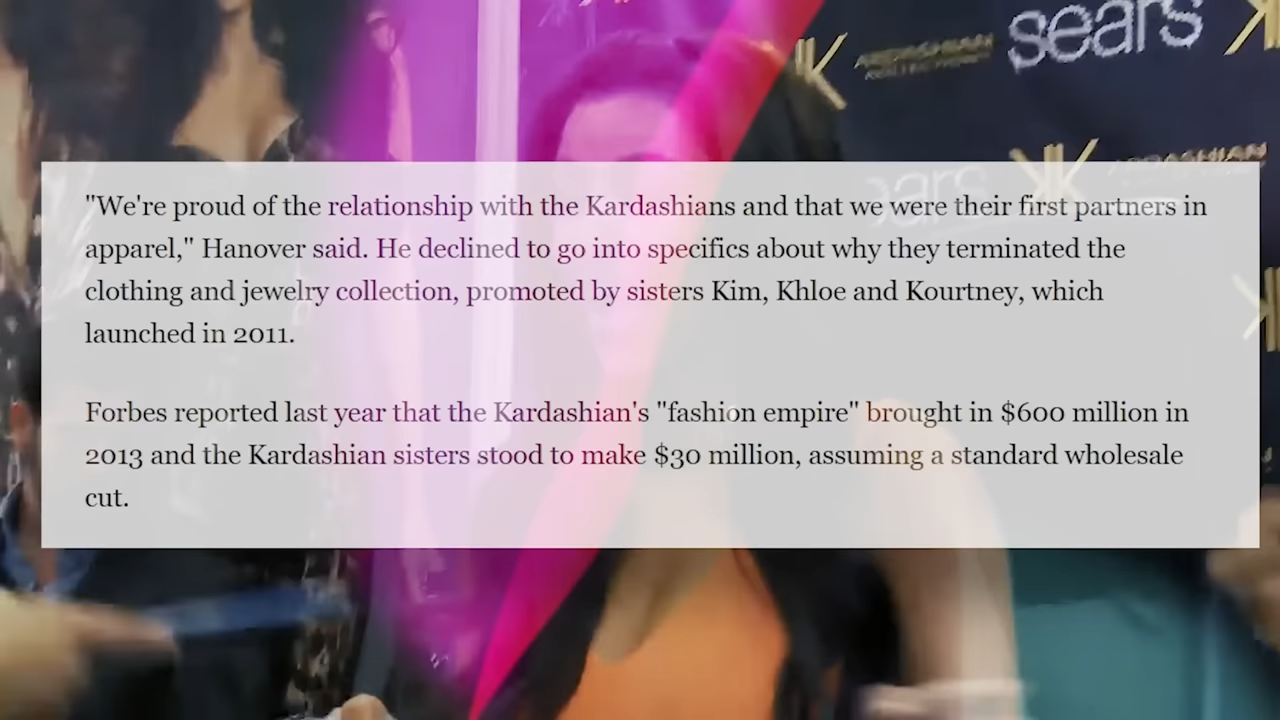 sears
"We're proud of the relationship with the Kardashians and that we were their first partners in
apparel," Hanover said. He declined to go into specifics about why they terminated the
clothing and jewelry collection, promoted by sisters Kim, Khloe and Kourtney, which
launched in 2011.
Forbes reported last year that the Kardashian's "fashion empire" brought in $600 million in
2013 and the Kardashian sisters stood to make $30 million, assuming a standard wholesale
cut.